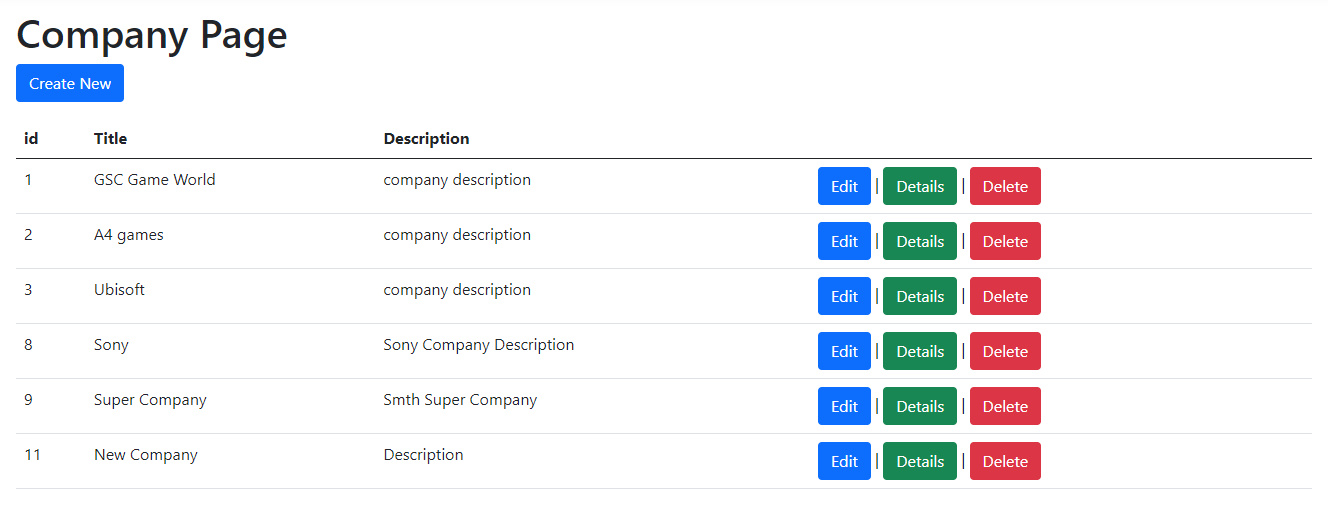 Company Page
Create New
id Title Description
1 GSC Game World company description Edit | Details | Delete
2 A4 games company description Edit | Details | Delete
3 Ubisoft company description Edit | Details | Delete
8 Sony Sony Company Description Edit | Details | Delete
9 Super Company Smth Super Company Edit | Details | Delete
11 New Company Description Edit | Details | Delete